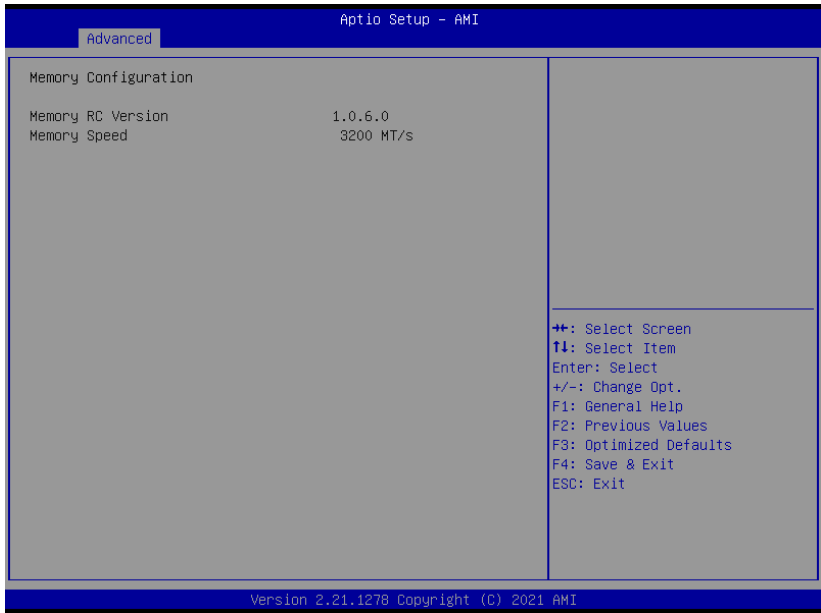 Aptio Setup – AMI
Advanced
Memory Configuration
Memory RC Version 1.0.6.0
Memory Speed 3200 MT/s
→←: Select Screen
↑↓: Select Item
Enter: Select
+/-: Change Opt.
F1: General Help
F2: Previous Values
F3: Optimized Defaults
F4: Save & Exit
ESC: Exit
Version 2.21.1278 Copyright (C) 2021 AMI